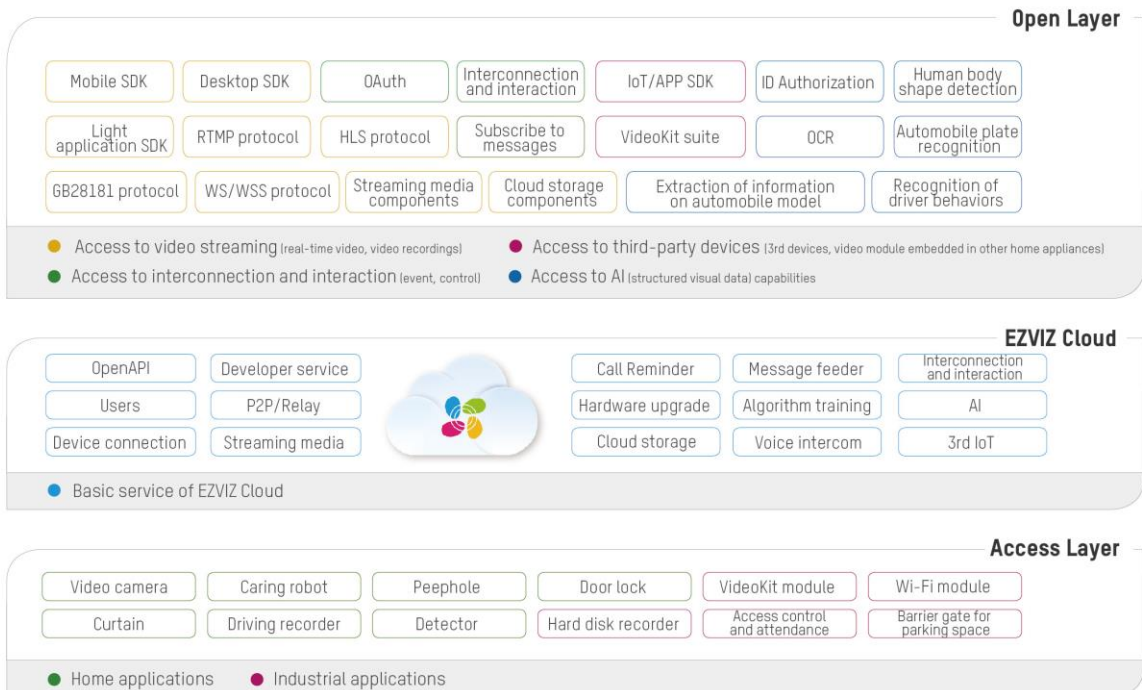 Open Layer
Mobile SDK
Desktop SDK
OAuth
Interconnection
and interaction
IoT/APP SDK
ID Authorization
Human body
shape detection
Light
application SDK
RTMP protocol
HLS protocol
Subscribe to
messages
VideoKit suite
OCR
Automobile plate
recognition
GB28181 protocol
WS/WSS protocol
Streaming media
components
Cloud storage
components
Extraction of information
on automobile model
Recognition of
driver behaviors
Access to video streaming (real-time video, video recordings)
Access to third-party devices (3rd devices, video module embedded in other home appliances)
Access to interconnection and interaction (event, control)
Access to AI (structured visual data) capabilities
EZVIZ Cloud
OpenAPI
Developer service
Call Reminder
Message feeder
Interconnection
and interaction
Users
P2P/Relay
Hardware upgrade
Algorithm training
AI
Device connection
Streaming media
Cloud storage
Voice intercom
3rd IoT
Basic service of EZVIZ Cloud
Access Layer
Video camera
Caring robot
Peephole
Door lock
VideoKit module
Wi-Fi module
Curtain
Driving recorder
Detector
Hard disk recorder
Access control
and attendance
Barrier gate for
parking space
Home applications
Industrial applications